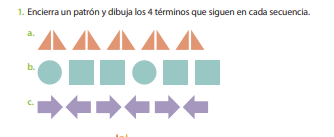 1. Encierra un patrón y dibuja los 4 términos que siguen en cada secuencia.
a.
b.
c.